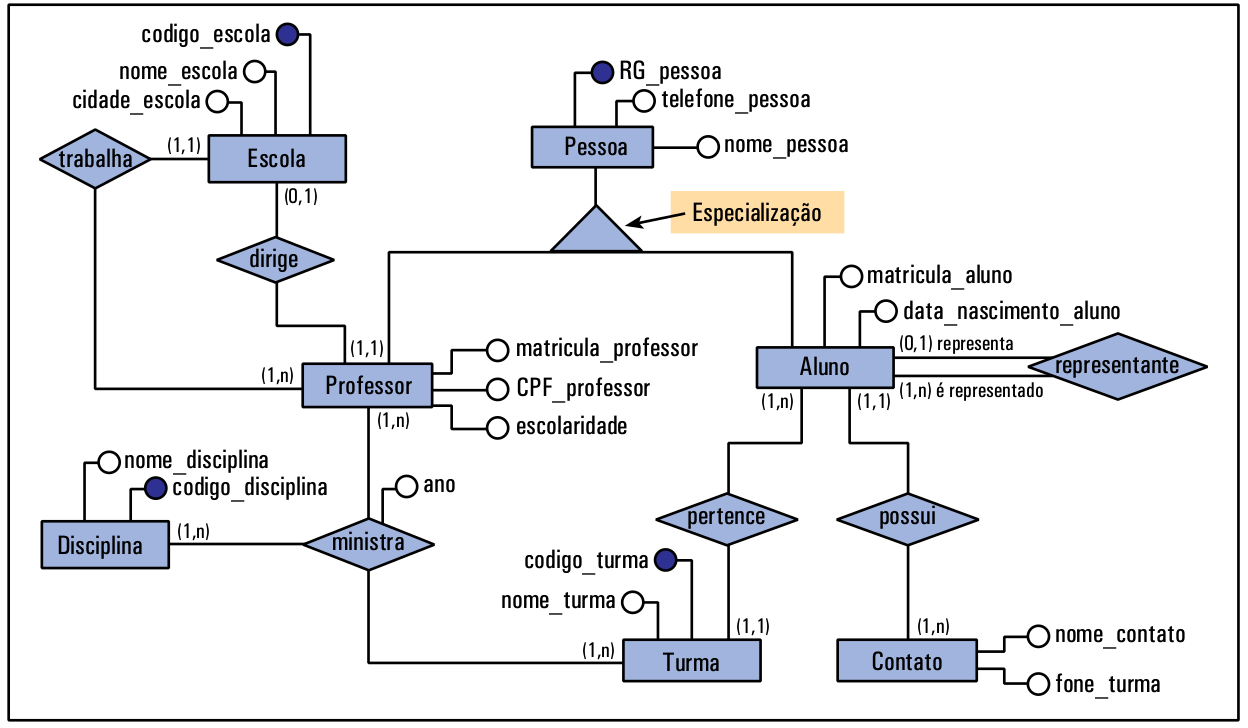 codigo_escola
nome_escola
cidade_escola
trabalha
(1,1)
Escola
(0,1)
dirige
RG_pessoa
telefone_pessoa
Pessoa
nome_pessoa
Especialização
(1,1)
(1,n)
Professor
(1,n)
matricula_professor
CPF_professor
escolaridade
matricula_aluno
data_nascimento_aluno
(0,1) representa
Aluno
representante
(1,n) é representado
(1,n)
(1,1)
nome_disciplina
codigo_disciplina
Disciplina
(1,n)
ano
ministra
pertence
possui
codigo_turma
nome_turma
(1,n)
(1,1)
Turma
(1,n)
Contato
nome_contato
fone_turma